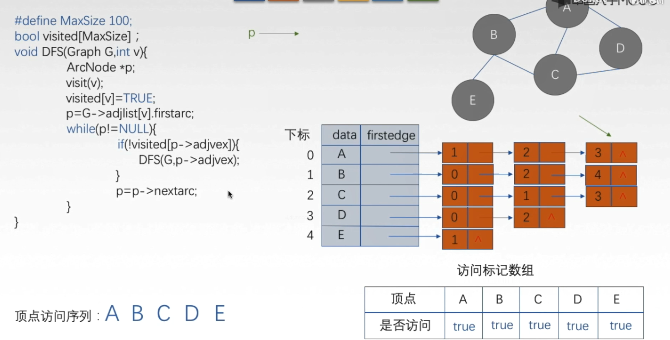 #define MaxSize 100;
bool visited[MaxSize] ;
void DFS(Graph G,int v){
ArcNode *p;
visit(v);
visited[v]=TRUE;
p=G->adjlist[v].firstarc;
while(p!=NULL){
if(!visited[p->adjvex]){
DFS(G,p->adjvex);
}
p=p->nextarc;
}
}
p
A
B
D
C
E
下标 data firstedge
0 A 1 2 3 ^
1 B 0 2 4 ^
2 C 0 1 3 ^
3 D 0 2 ^
4 E 1 ^
访问标记数组
顶点 A B C D E
是否访问 true true true true true
顶点访问序列 : A B C D E